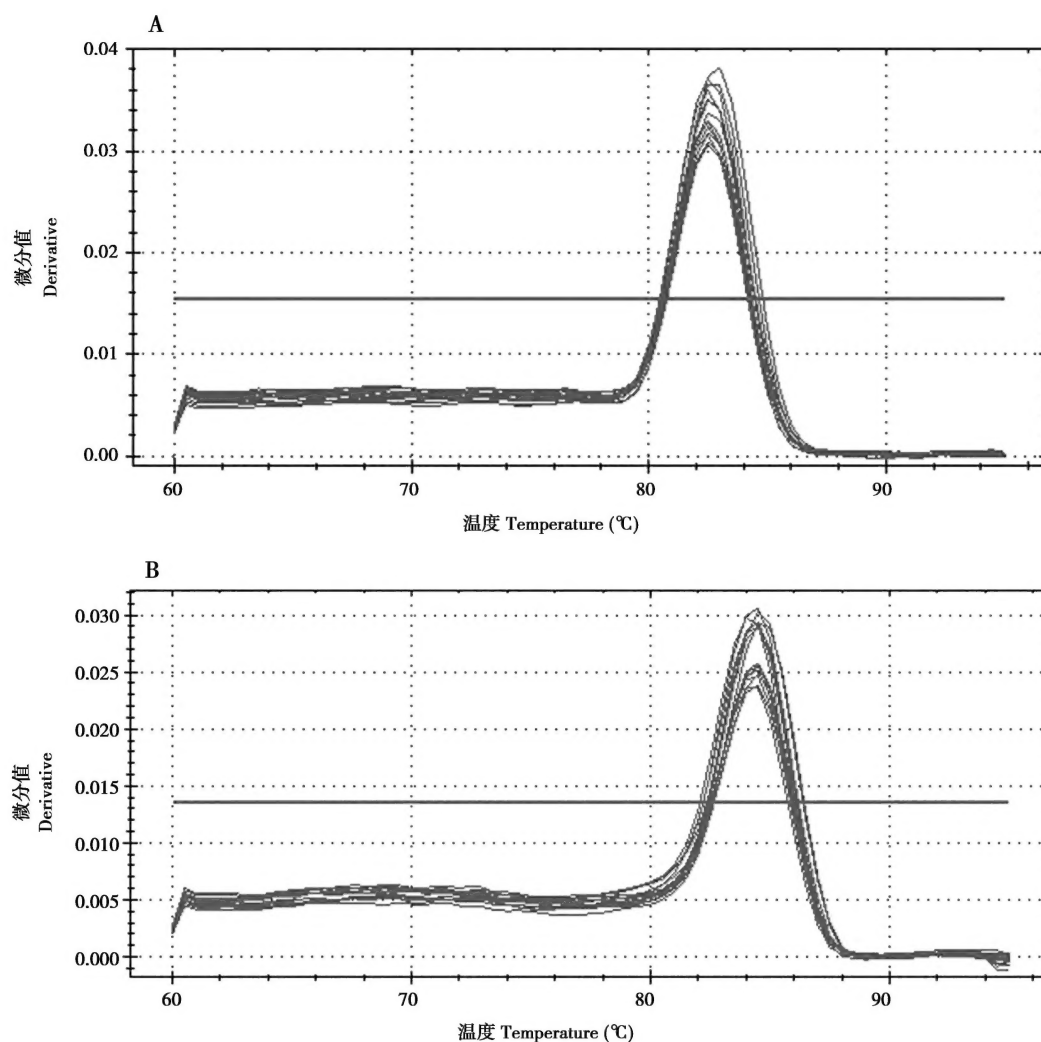 A
0.04
0.03
0.02
0.01
0.00
微分值
Derivative
60 70 80 90
温度 Temperature (℃)
B
0.030
0.025
0.020
0.015
0.010
0.005
0.000
微分值
Derivative
60 70 80 90
温度 Temperature (℃)